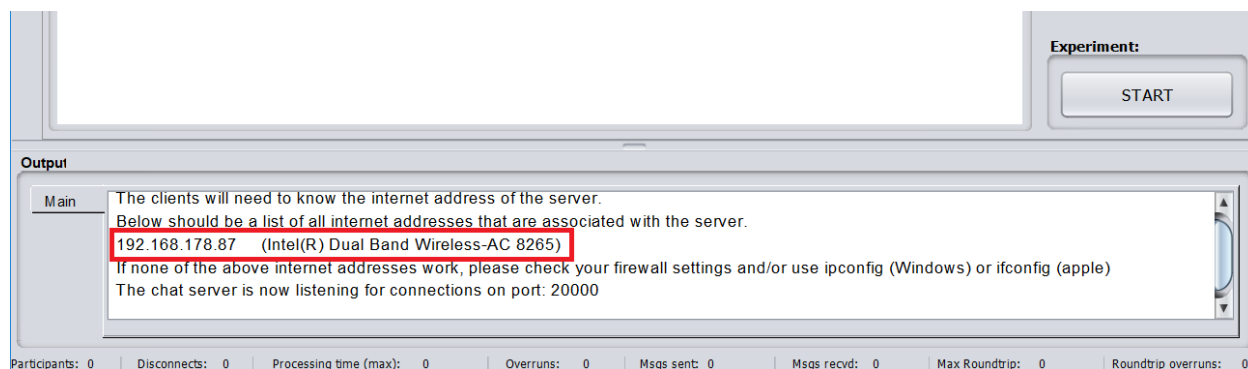 Experiment:
START
Output
Main
The clients will need to know the internet address of the server.
Below should be a list of all internet addresses that are associated with the server.
192.168.178.87 (Intel(R) Dual Band Wireless-AC 8265)
If none of the above internet addresses work, please check your firewall settings and/or use ipconfig (Windows) or ifconfig (apple)
The chat server is now listening for connections on port: 20000
Participants: 0 Disconnects: 0 Processing time (max): 0 Overruns: 0 Msgs sent: 0 Msgs recvd: 0 Max Roundtrip: 0 Roundtrip overruns: 0